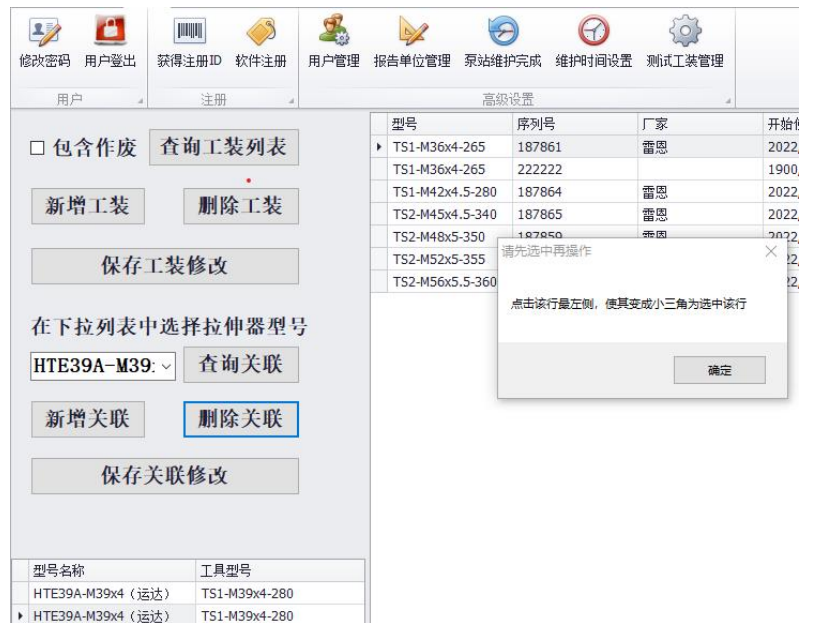 修改密码 用户登出 获得注册ID 软件注册 用户管理 报告单位管理 泵站维护完成 维护时间设置 测试工装管理
用户 注册 高级设置
包含作废 查询工装列表
新增工装 删除工装
保存工装修改
在下拉列表中选择拉伸器型号
HTE39A-M39: 查询关联
新增关联 删除关联
保存关联修改
型号名称 工具型号
HTE39A-M39x4（运达） TS1-M39x4-280
HTE39A-M39x4（运达） TS1-M39x4-280
型号 序列号 厂家 开始
TS1-M36x4-265 187861 雷恩 2022,
TS1-M36x4-265 222222 1900,
TS1-M42x4.5-280 187864 雷恩 2022,
TS2-M45x4.5-340 187865 雷恩 2022,
TS2-M48x5-350 187859 雷恩 2022,
TS2-M52x5-355
TS2-M56x5.5-360
请先选中再操作
点击该行最左侧，使其变成小三角为选中该行
确定